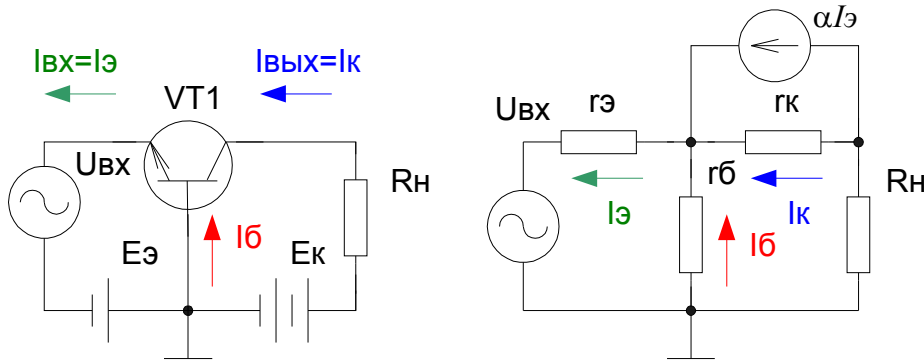 Iвх=Iэ
Iвых=Iк
VT1
Uвх
Rн
Iб
Eэ
Eк
αIэ
Uвх
rэ
rк
rб
Rн
Iэ
Iк
Iб